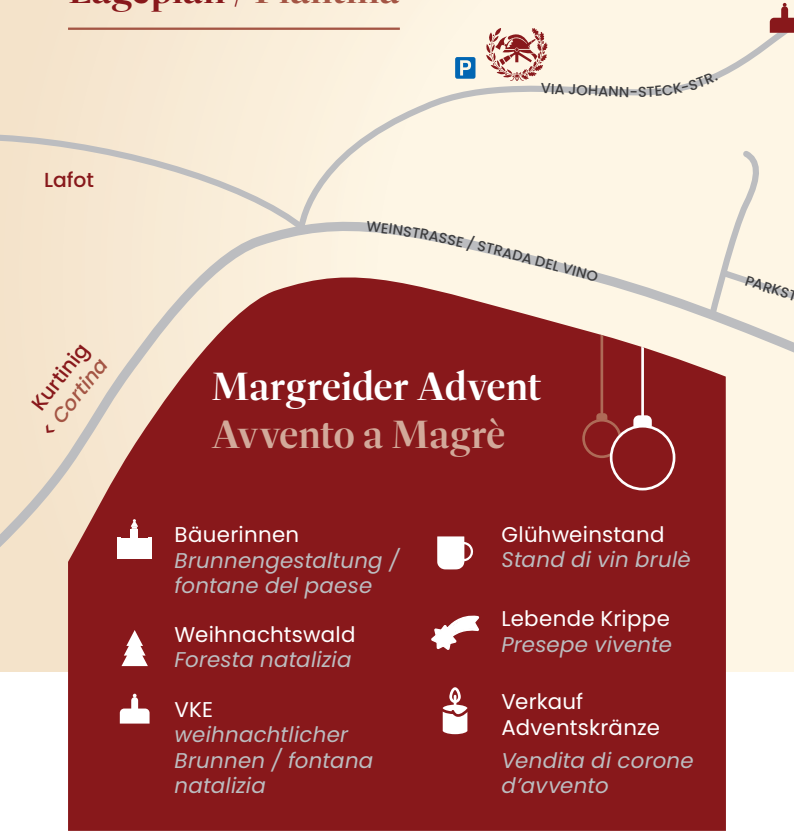 Lageplan / Piantina
P
VIA JOHANN-STECK-STR.
Lafot
WEINSTRASSE / STRADA DEL VINO
Kurtinig
‹ Cortina
Margreider Advent
Avvento a Magrè
Bäuerinnen
Brunnengestaltung /
fontane del paese
Weihnachtswald
Foresta natalizia
VKE
weihnachtlicher
Brunnen / fontana
natalizia
Glühweinstand
Stand di vin brulè
Lebende Krippe
Presepe vivente
Verkauf
Adventskränze
Vendita di corone
d’avvento